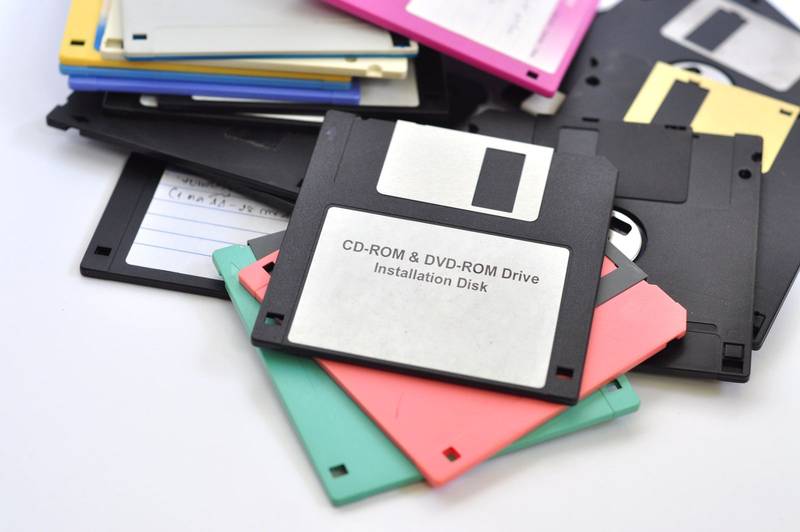 CD-ROM & DVD-ROM Drive
Installation Disk